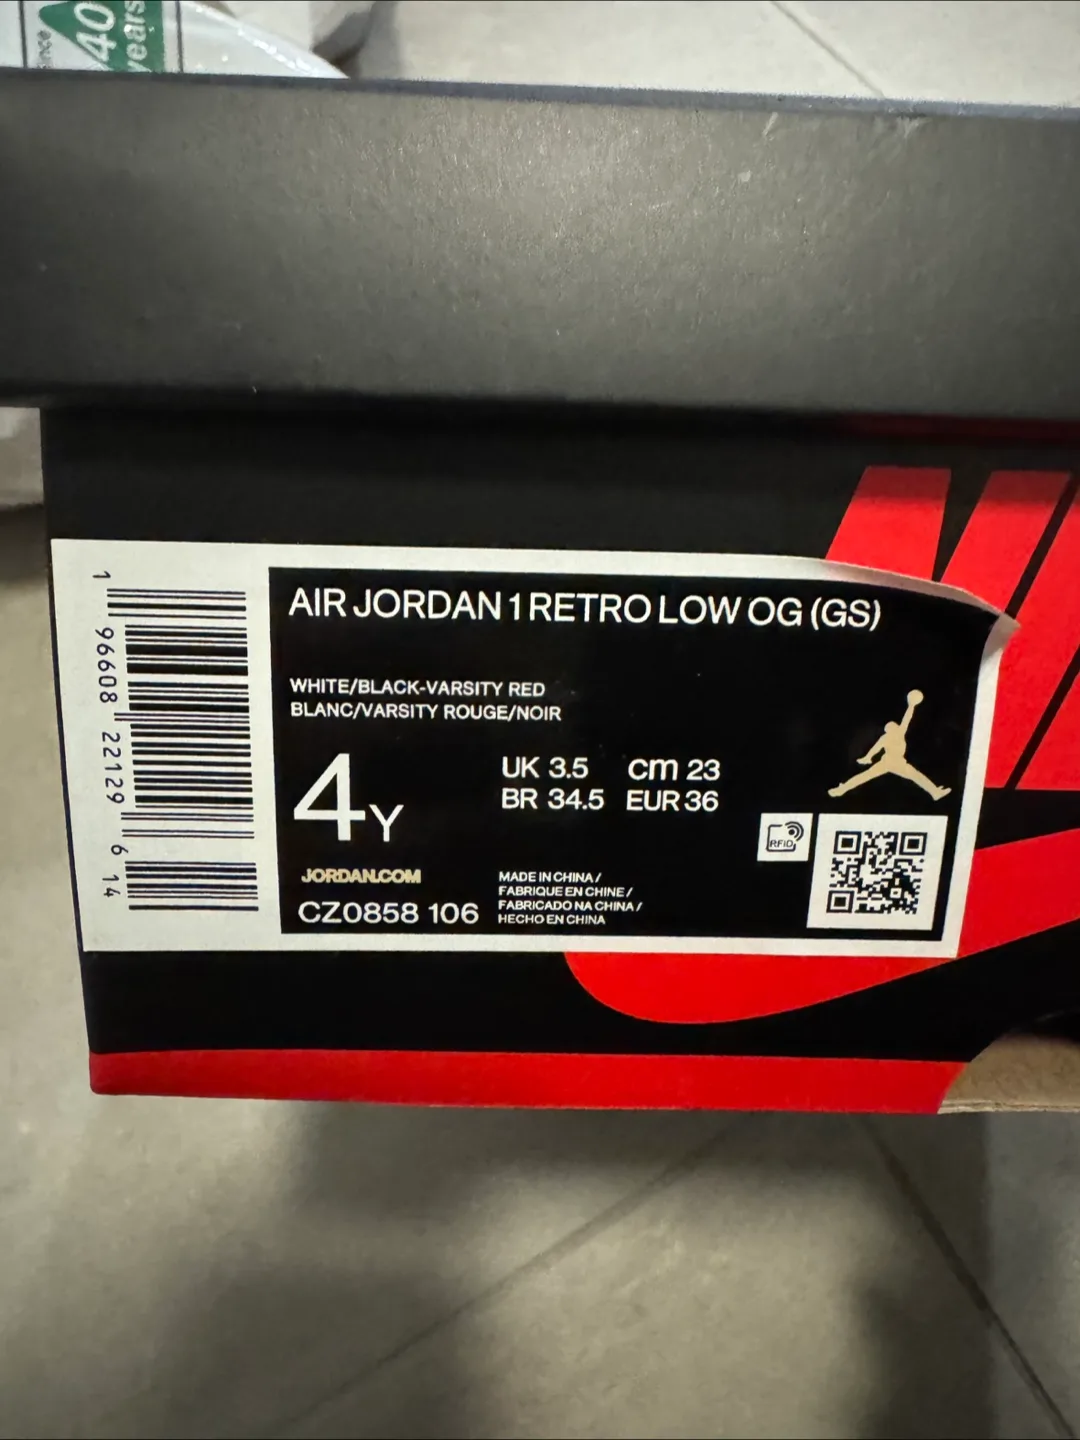 40
years
AIR JORDAN 1 RETRO LOW OG (GS)
WHITE/BLACK-VARSITY RED
BLANC/VARSITY ROUGE/NOIR
4Y
UK 3.5 cm 23
BR 34.5 EUR 36
JORDAN.COM
CZ0858 106
MADE IN CHINA /
FABRIQUE EN CHINE /
FABRICADO NA CHINA /
HECHO EN CHINA
RFID
1 96608 22129 6 14